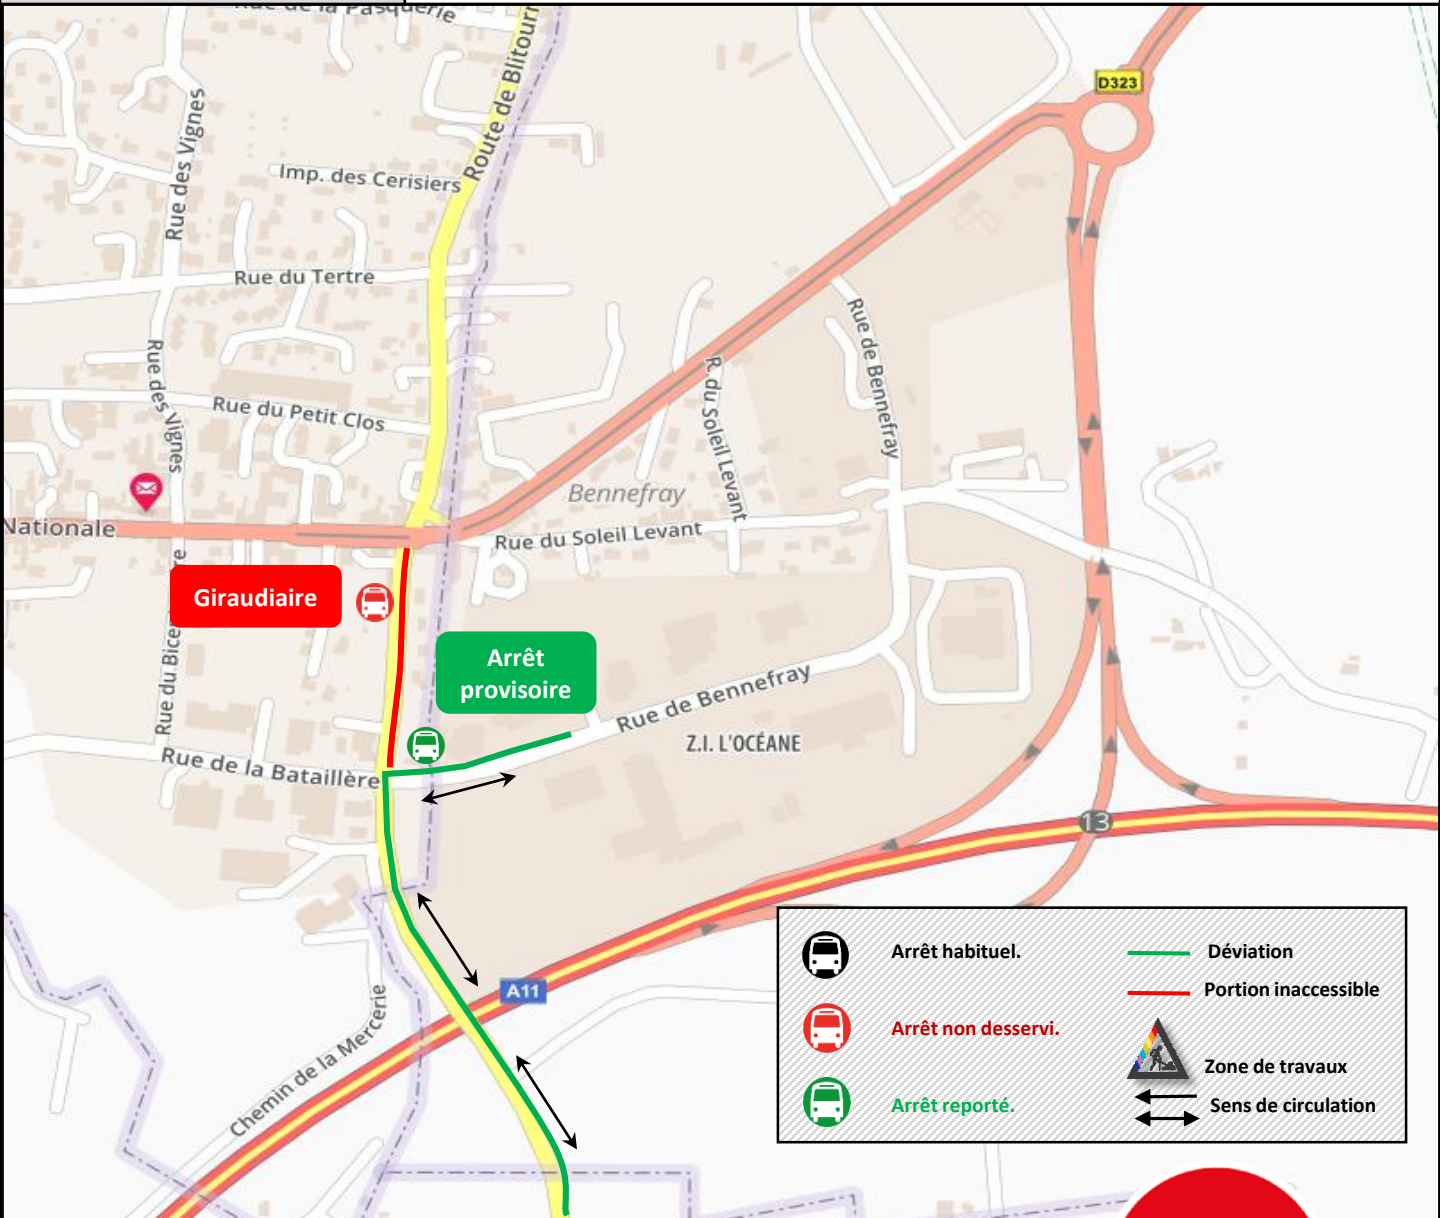 Rue de la Pasquerie
Route de Blitourn
D323
Rue des Vignes
Imp. des Cerisiers
Rue du Tertre
Rue de Bennefray
Rue des Vignes
R. du Soleil Levant
Rue du Petit Clos
Bennefray
Nationale
Rue du Soleil Levant
Giraudiaire
Rue du Bicen
re
Arrêt
provisoire
Rue de Bennefray
Z.I. L'OCÉANE
Rue de la Bataillère
13
A11
Chemin de la Mercerie
Arrêt habituel.
Déviation
Portion inaccessible
Arrêt non desservi.
Zone de travaux
Arrêt reporté.
Sens de circulation